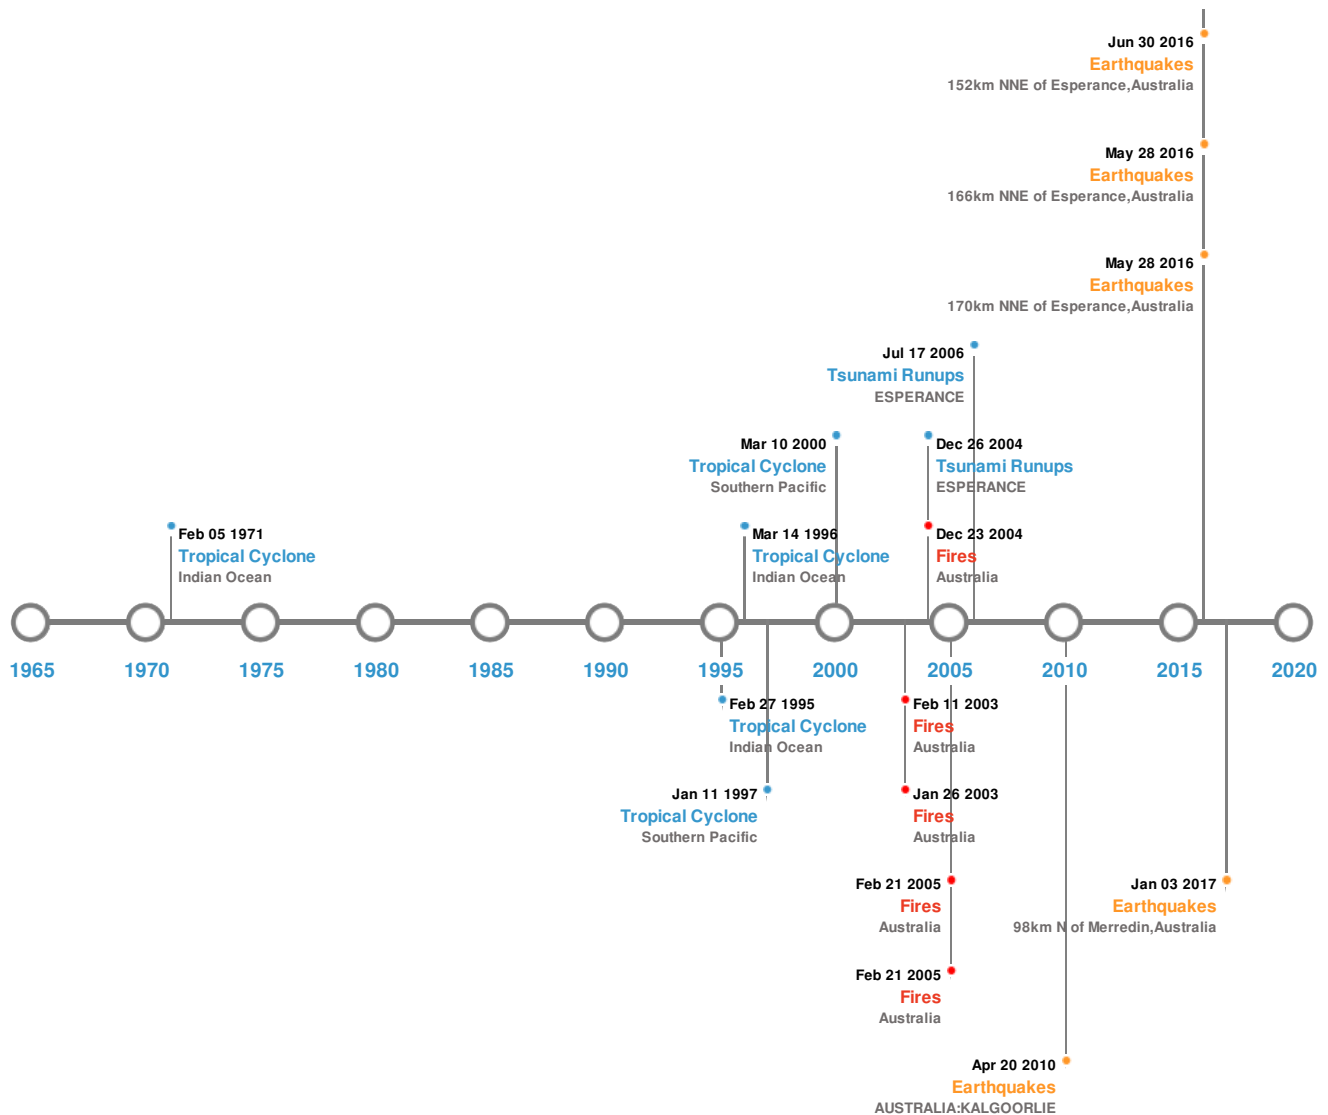 Jun 30 2016
Earthquakes
152km NNE of Esperance,Australia
May 28 2016
Earthquakes
166km NNE of Esperance,Australia
May 28 2016
Earthquakes
170km NNE of Esperance,Australia
Jul 17 2006
Tsunami Runups
ESPERANCE
Mar 10 2000
Tropical Cyclone
Southern Pacific
Dec 26 2004
Tsunami Runups
ESPERANCE
Feb 05 1971
Tropical Cyclone
Indian Ocean
Mar 14 1996
Tropical Cyclone
Indian Ocean
Dec 23 2004
Fires
Australia
1965 1970 1975 1980 1985 1990 1995 2000 2005 2010 2015 2020
Feb 27 1995
Tropical Cyclone
Indian Ocean
Feb 11 2003
Fires
Australia
Jan 11 1997
Tropical Cyclone
Southern Pacific
Jan 26 2003
Fires
Australia
Feb 21 2005
Fires
Australia
Jan 03 2017
Earthquakes
98km N of Merredin,Australia
Feb 21 2005
Fires
Australia
Apr 20 2010
Earthquakes
AUSTRALIA:KALGOORLIE